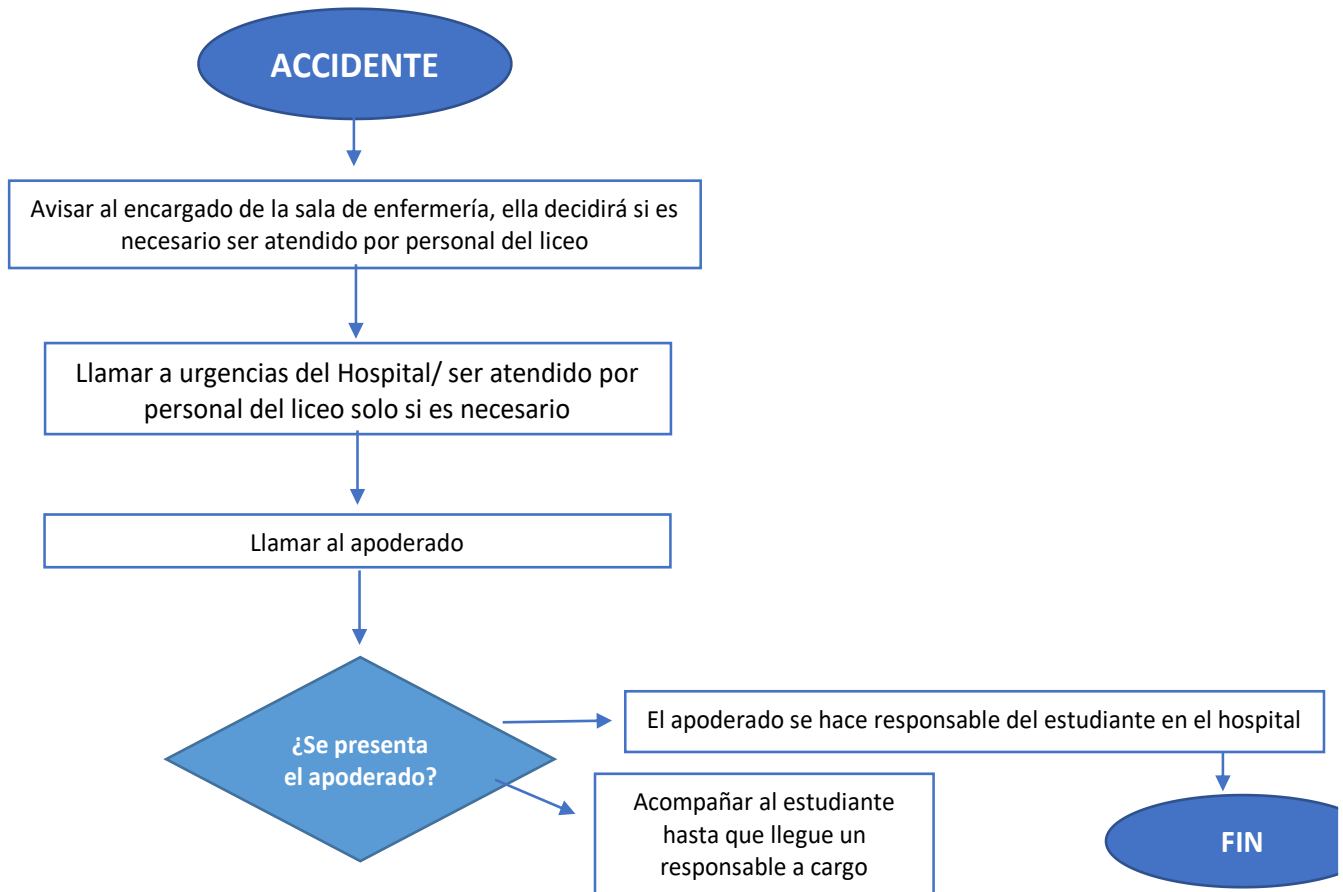 ACCIDENTE
Avisar al encargado de la sala de enfermería, ella decidirá si es
necesario ser atendido por personal del liceo
Llamar a urgencias del Hospital/ ser atendido por
personal del liceo solo si es necesario
Llamar al apoderado
¿Se presenta
el apoderado?
El apoderado se hace responsable del estudiante en el hospital
Acompañar al estudiante
hasta que llegue un
responsable a cargo
FIN